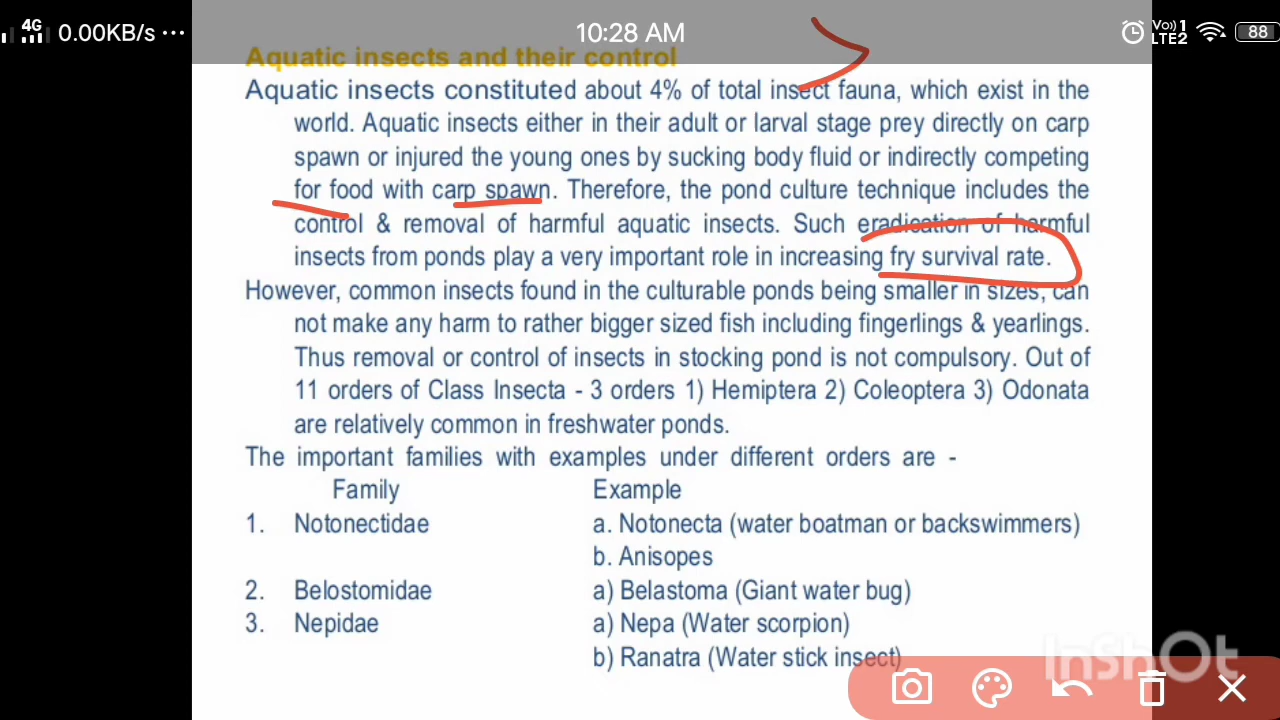 4G 0.00KB/s ... 10:28 AM Vo)) 1 LTE2 88
Aquatic insects and their control
Aquatic insects constituted about 4% of total insect fauna, which exist in the
world. Aquatic insects either in their adult or larval stage prey directly on carp
spawn or injured the young ones by sucking body fluid or indirectly competing
for food with carp spawn. Therefore, the pond culture technique includes the
control & removal of harmful aquatic insects. Such eradication of harmful
insects from ponds play a very important role in increasing fry survival rate.
However, common insects found in the culturable ponds being smaller in sizes, can
not make any harm to rather bigger sized fish including fingerlings & yearlings.
Thus removal or control of insects in stocking pond is not compulsory. Out of
11 orders of Class Insecta - 3 orders 1) Hemiptera 2) Coleoptera 3) Odonata
are relatively common in freshwater ponds.
The important families with examples under different orders are -
Family Example
1. Notonectidae a. Notonecta (water boatman or backswimmers)
b. Anisopes
2. Belostomidae a) Belastoma (Giant water bug)
3. Nepidae a) Nepa (Water scorpion)
b) Ranatra (Water stick insect)
InShOt